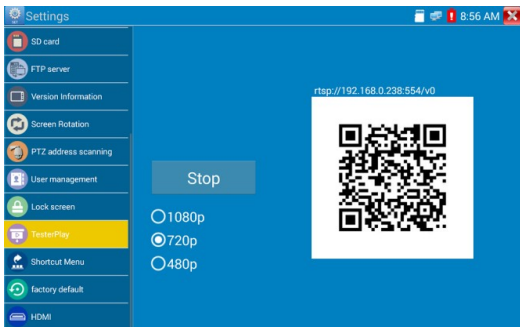 Settings
8:56 AM
SD card
FTP server
Version Information
Screen Rotation
PTZ address scanning
User management
Lock screen
TesterPlay
Shortcut Menu
factory default
HDMI
rtsp://192.168.0.238:554/v0
Stop
1080p
720p
480p